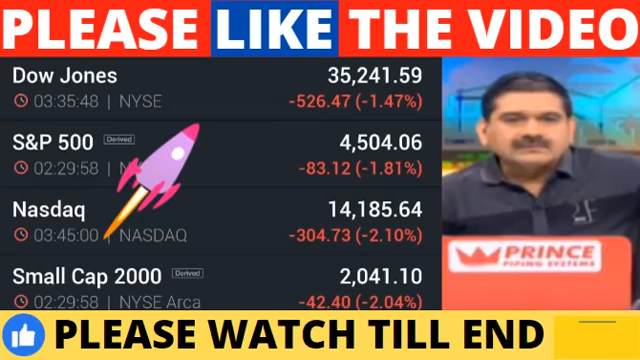 PLEASE LIKE THE VIDEO
Dow Jones 35,241.59
03:35:48 | NYSE -526.47 (-1.47%)
S&P 500 Derived 4,504.06
02:29:58 | -83.12 (-1.81%)
Nasdaq 14,185.64
03:45:00 | NASDAQ -304.73 (-2.10%)
Small Cap 2000 Derived 2,041.10
02:29:58 | NYSE Arca -42.40 (-2.04%)
PRINCE
PIPING SYSTEMS
PLEASE WATCH TILL END